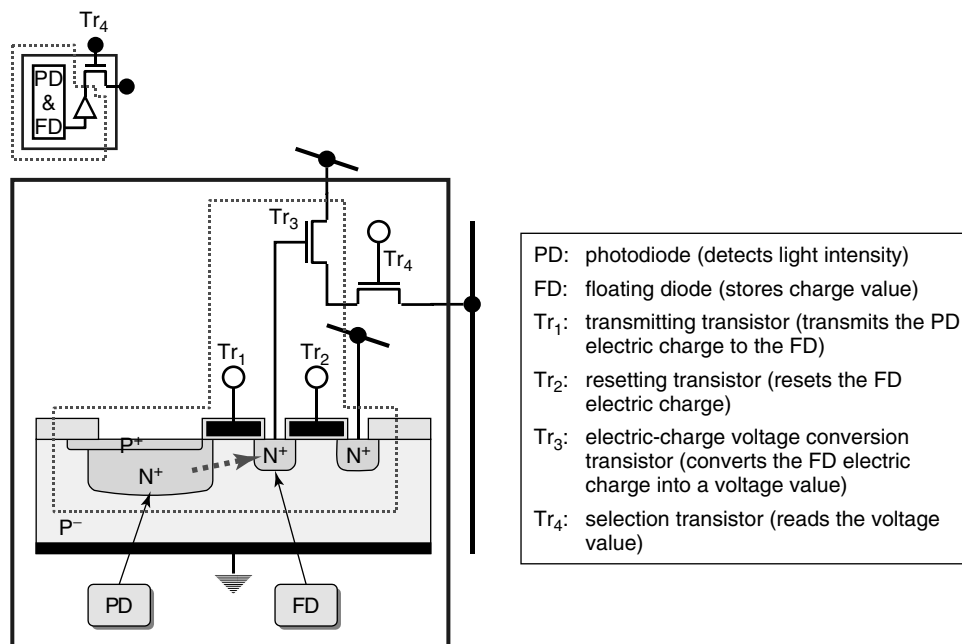 Tr4
PD
&
FD
Tr3
Tr4
Tr1
Tr2
P+
N+
N+
N+
P−
PD
FD
PD: photodiode (detects light intensity)
FD: floating diode (stores charge value)
Tr1: transmitting transistor (transmits the PD
electric charge to the FD)
Tr2: resetting transistor (resets the FD
electric charge)
Tr3: electric-charge voltage conversion
transistor (converts the FD electric
charge into a voltage value)
Tr4: selection transistor (reads the voltage
value)